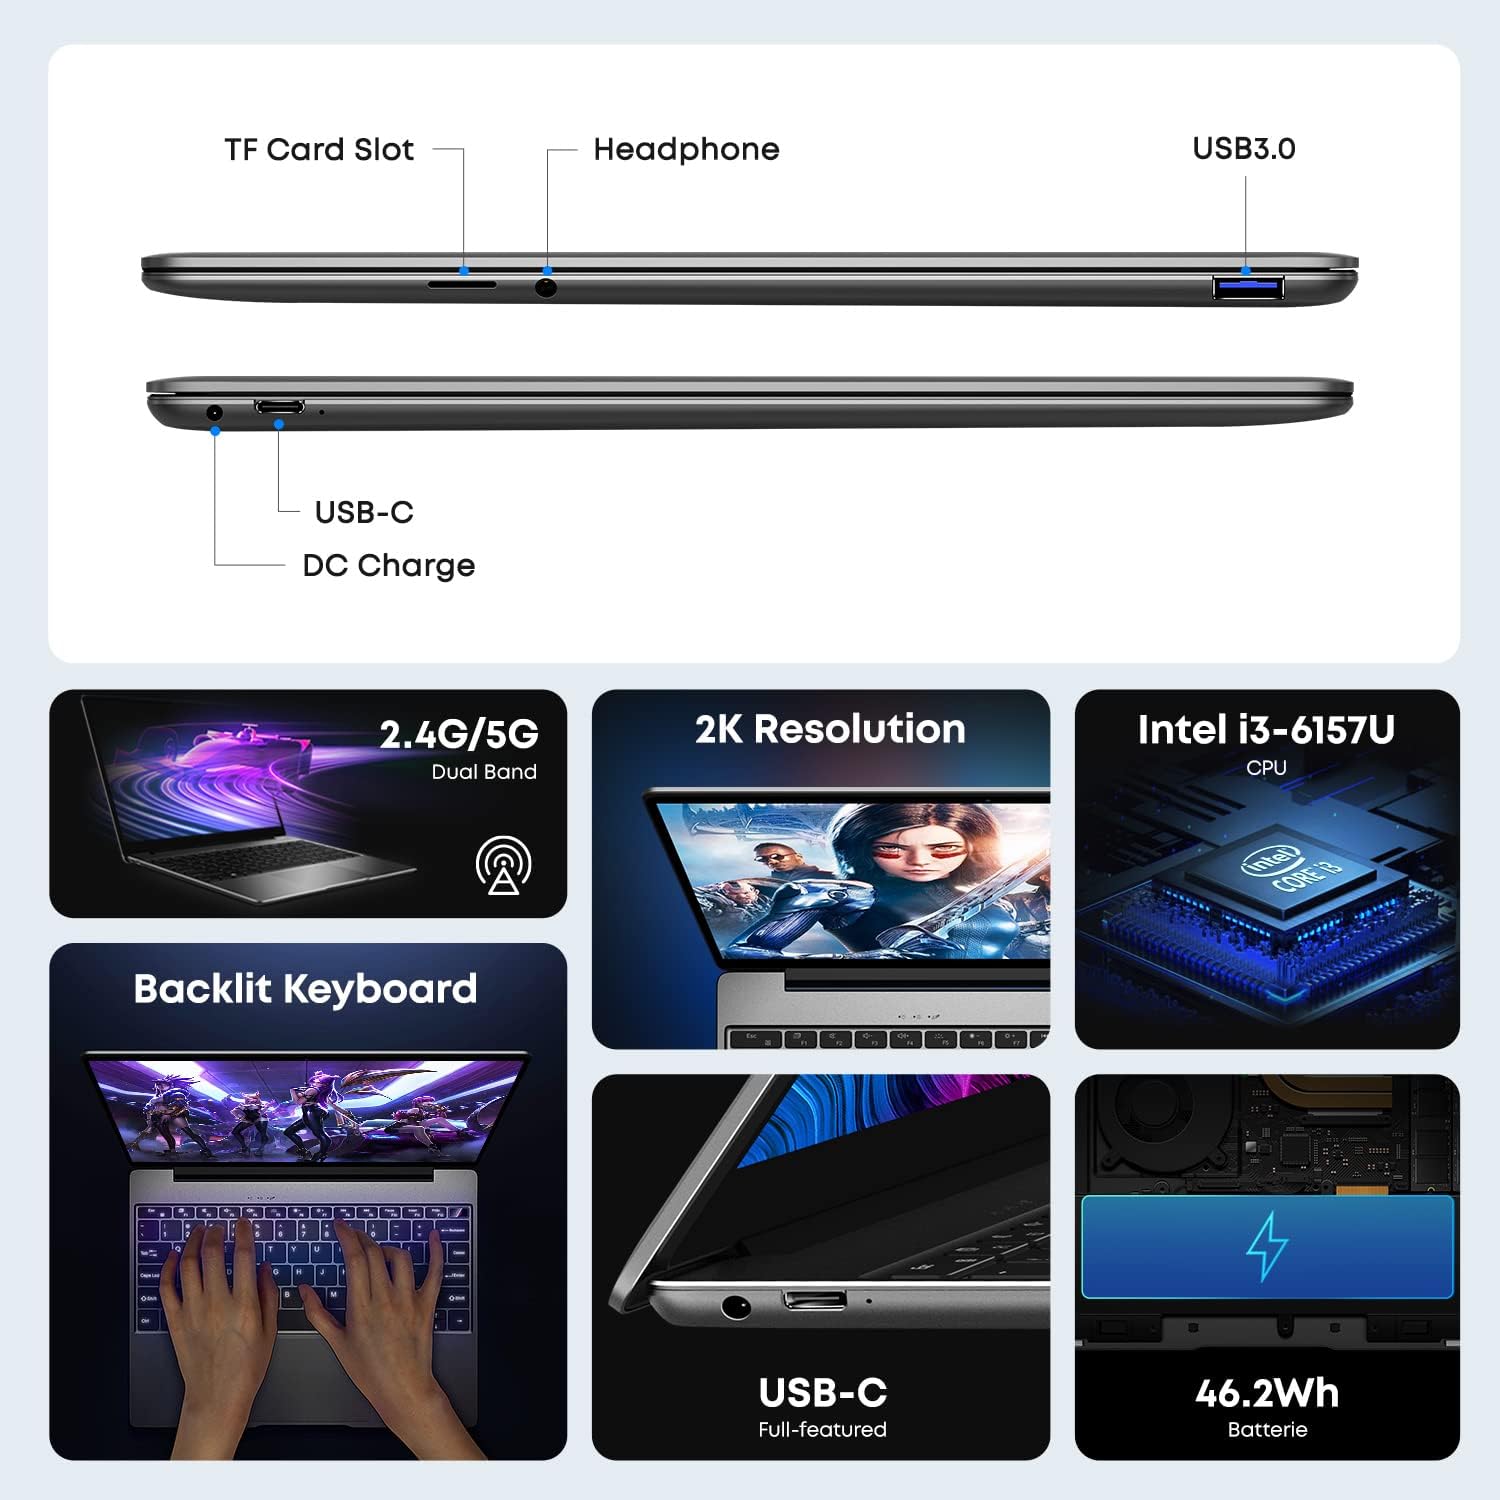 TF Card Slot
Headphone
USB3.0
USB-C
DC Charge
2.4G/5G
Dual Band
2K Resolution
Intel i3-6157U
CPU
intel
CORE i3
Backlit Keyboard
USB-C
Full-featured
46.2Wh
Batterie